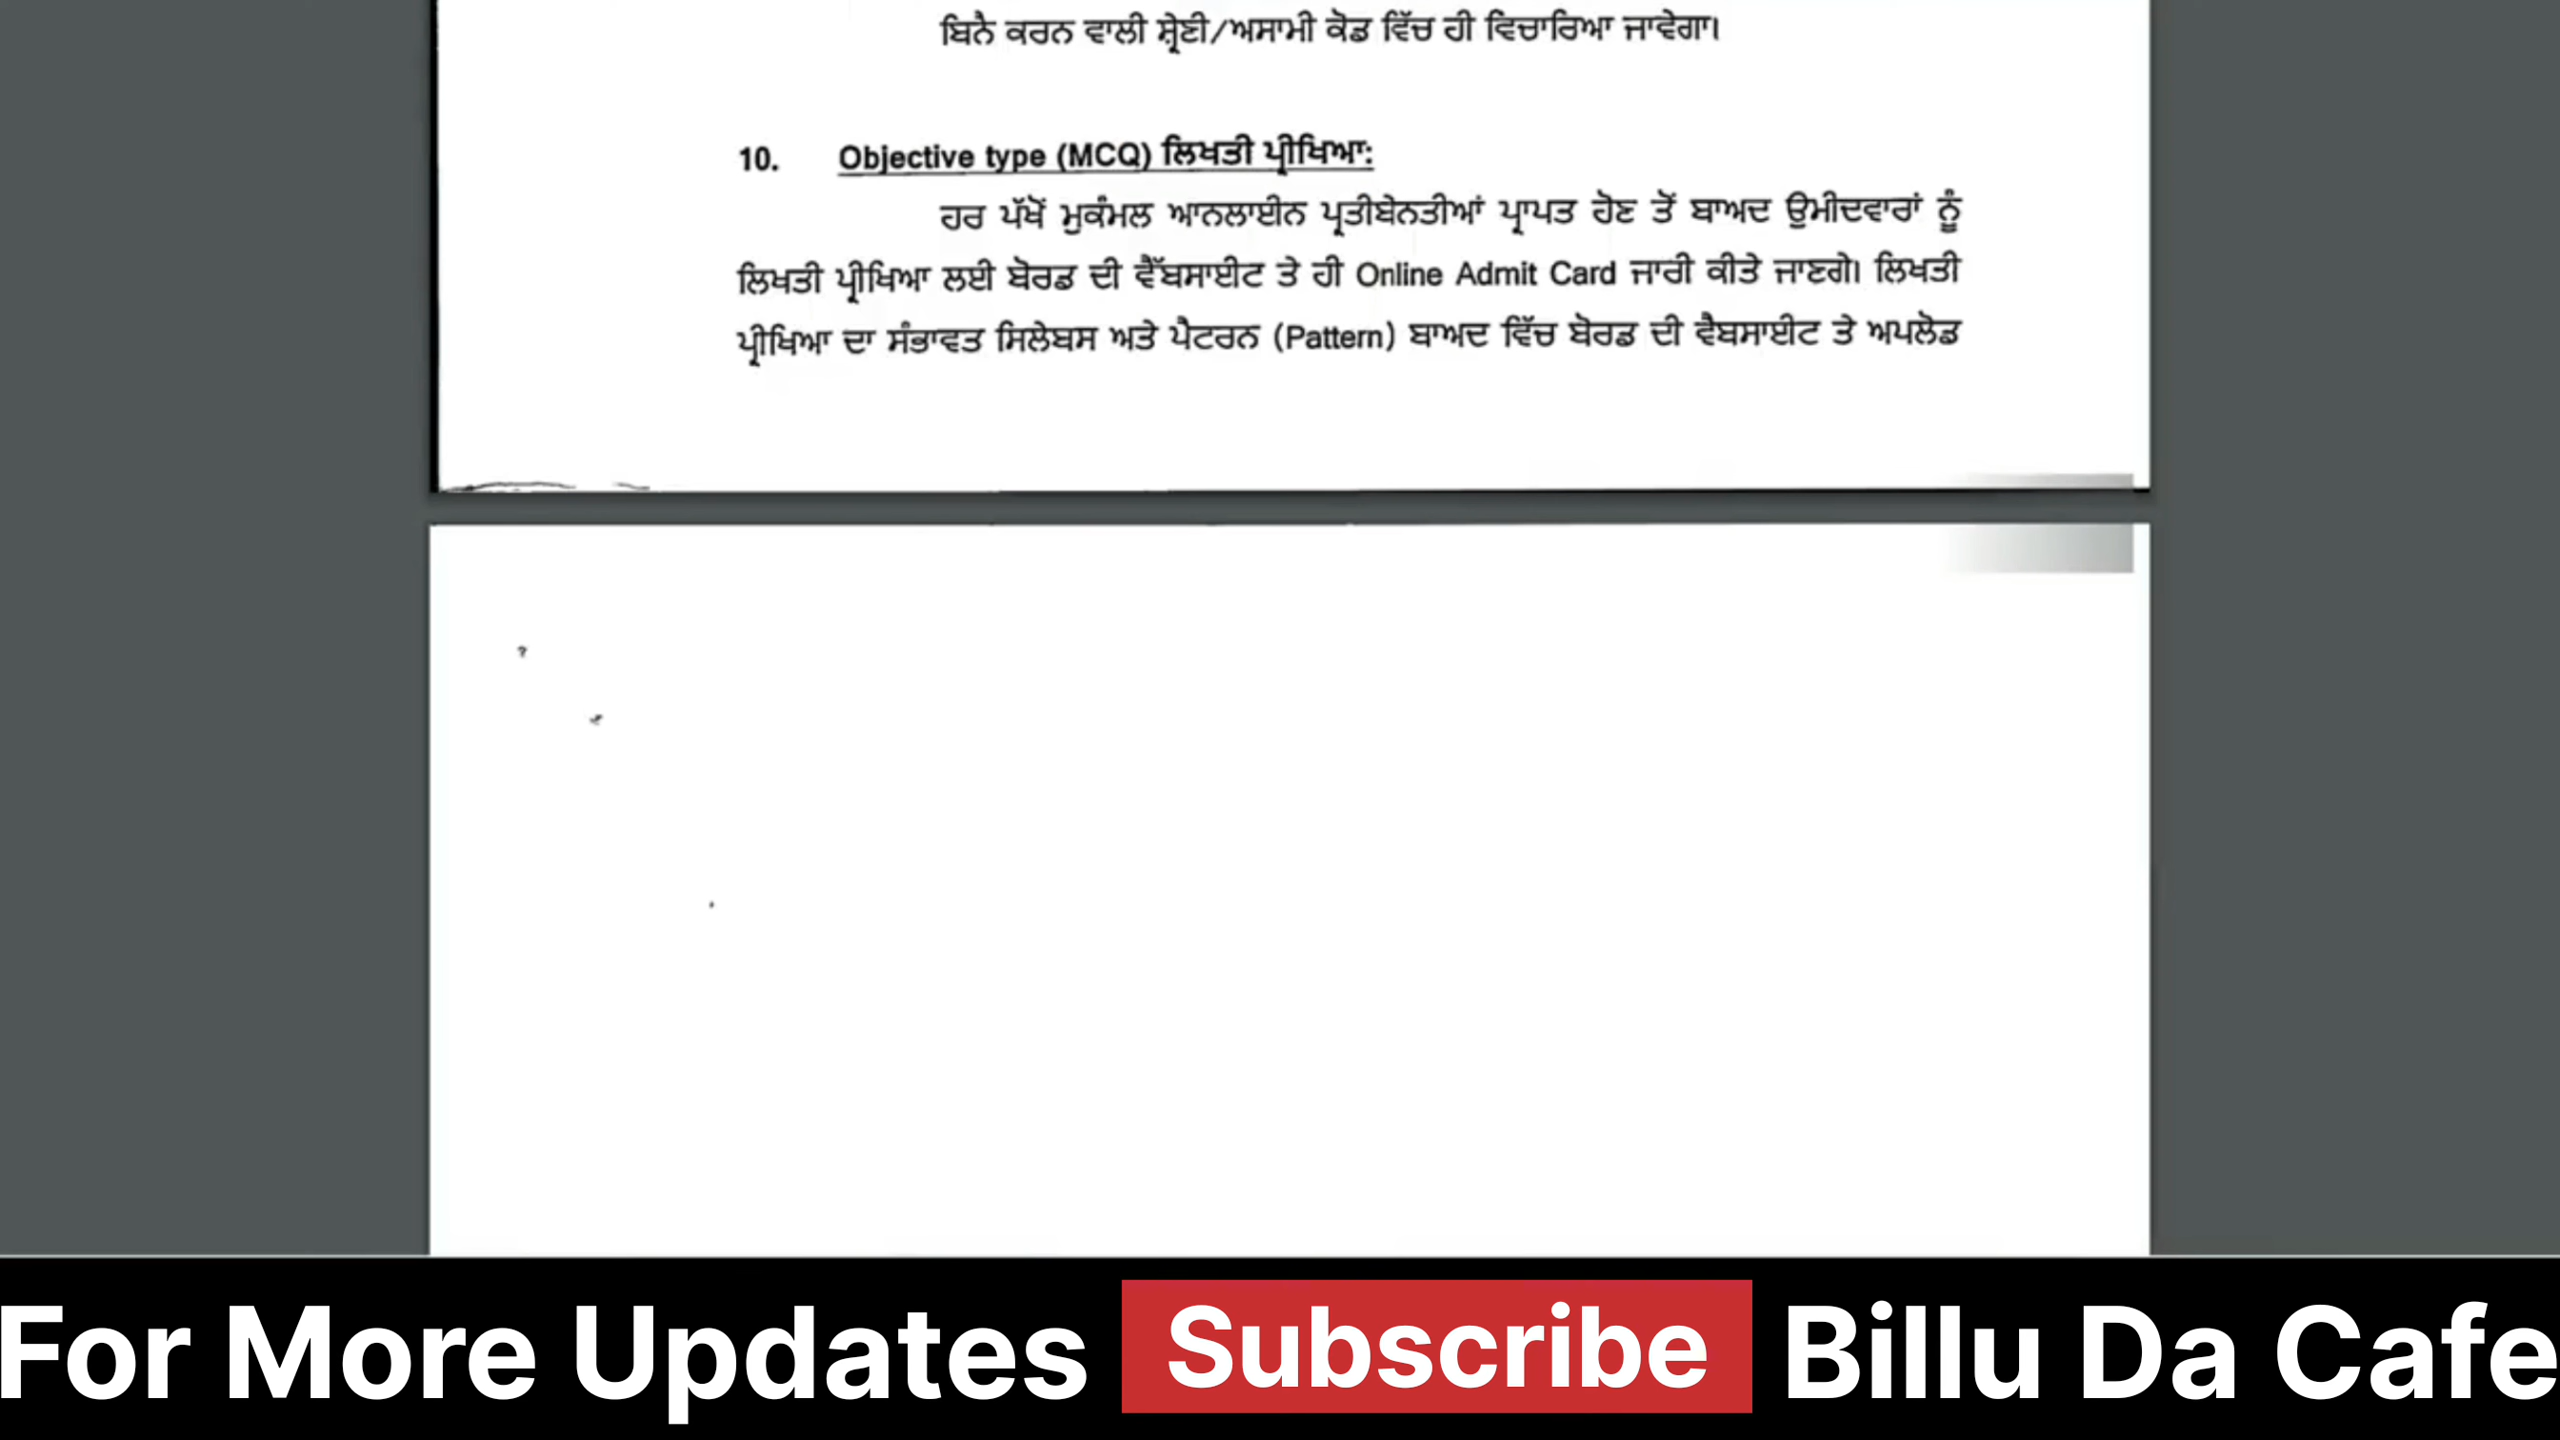 ਬਿਨੈ ਕਰਨ ਵਾਲੀ ਸ਼੍ਰੇਣੀ/ਅਸਾਮੀ ਕੋਡ ਵਿੱਚ ਹੀ ਵਿਚਾਰਿਆ ਜਾਵੇਗਾ।
10. Objective type (MCQ) ਲਿਖਤੀ ਪ੍ਰੀਖਿਆ:
ਹਰ ਪੱਖੋਂ ਮੁਕੰਮਲ ਆਨਲਾਈਨ ਪ੍ਰਤੀਬੇਨਤੀਆਂ ਪ੍ਰਾਪਤ ਹੋਣ ਤੋਂ ਬਾਅਦ ਉਮੀਦਵਾਰਾਂ ਨੂੰ
ਲਿਖਤੀ ਪ੍ਰੀਖਿਆ ਲਈ ਬੋਰਡ ਦੀ ਵੈੱਬਸਾਈਟ ਤੇ ਹੀ Online Admit Card ਜਾਰੀ ਕੀਤੇ ਜਾਣਗੇ। ਲਿਖਤੀ
ਪ੍ਰੀਖਿਆ ਦਾ ਸੰਭਾਵਤ ਸਿਲੇਬਸ ਅਤੇ ਪੈਟਰਨ (Pattern) ਬਾਅਦ ਵਿੱਚ ਬੋਰਡ ਦੀ ਵੈਬਸਾਈਟ ਤੇ ਅਪਲੋਡ
For More Updates Subscribe Billu Da Cafe